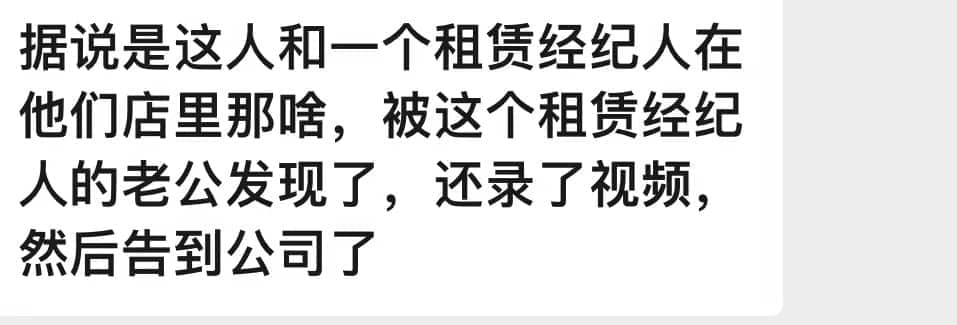 据说是这人和一个租赁经纪人在
他们店里那啥，被这个租赁经纪
人的老公发现了，还录了视频，
然后告到公司了